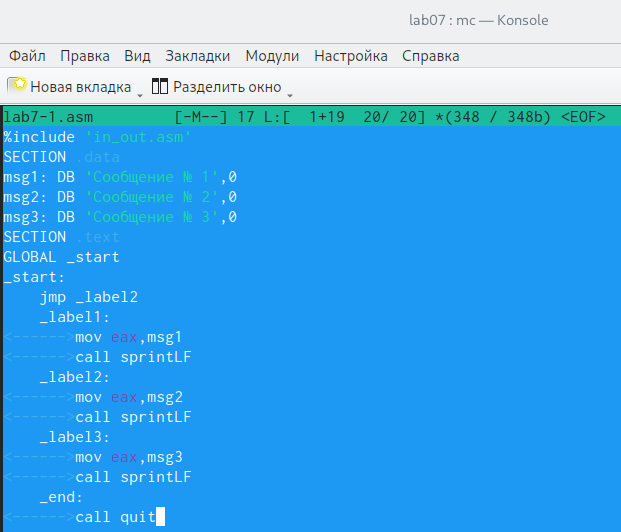 lab07 : mc — Konsole
Файл Правка Вид Закладки Модули Настройка Справка
Новая вкладка Разделить окно
lab7-1.asm [-M--] 17 L:[ 1+19 20/ 20] *(348 / 348b) <EOF>
%include 'in_out.asm'
SECTION .data
msg1: DB 'Сообщение № 1',0
msg2: DB 'Сообщение № 2',0
msg3: DB 'Сообщение № 3',0
SECTION .text
GLOBAL _start
_start:
    jmp _label2
    _label1:
<------>mov eax,msg1
<------>call sprintLF
    _label2:
<------>mov eax,msg2
<------>call sprintLF
    _label3:
<------>mov eax,msg3
<------>call sprintLF
    _end:
<------>call quit